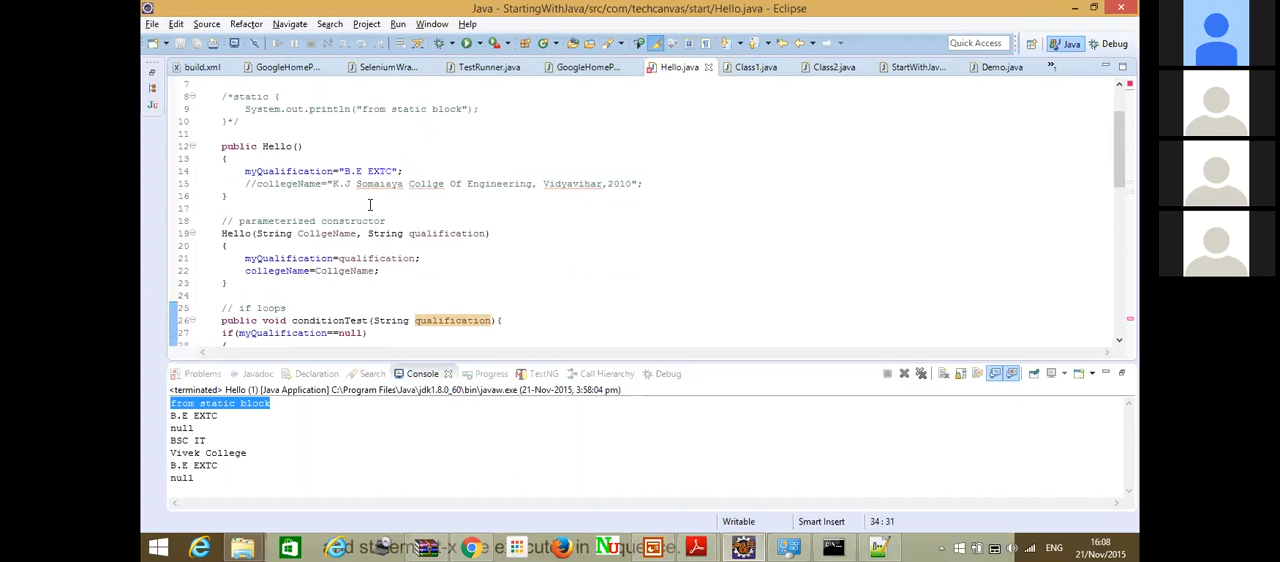 Java - StartingWithJava/src/com/techcanvas/start/Hello.java - Eclipse
File Edit Source Refactor Navigate Search Project Run Window Help
Quick Access Java Debug
build.xml GoogleHomeP... SeleniumWra... TestRunner.java GoogleHomeP... Hello.java Class1.java Class2.java StartWithJav... Demo.java
7
8 /*static {
9 System.out.println("from static block");
10 }*/
11
12 public Hello()
13 {
14 myQualification="B.E EXTC";
15 //collegeName="K.J Somaiaya Collge Of Engineering, Vidyavihar,2010";
16 }
17
18 // parameterized constructor
19 Hello(String CollgeName, String qualification)
20 {
21 myQualification=qualification;
22 collegeName=CollgeName;
23 }
24
25 // if loops
26 public void conditionTest(String qualification){
27 if(myQualification==null)
28 {
Problems Javadoc Declaration Search Console Progress TestNG Call Hierarchy Debug
<terminated> Hello (1) [Java Application] C:\Program Files\Java\jdk1.8.0_60\bin\javaw.exe (21-Nov-2015, 3:58:04 pm)
from static block
B.E EXTC
null
BSC IT
Vivek College
B.E EXTC
null
Writable Smart Insert 34 : 31
ENG 16:08
21/Nov/2015